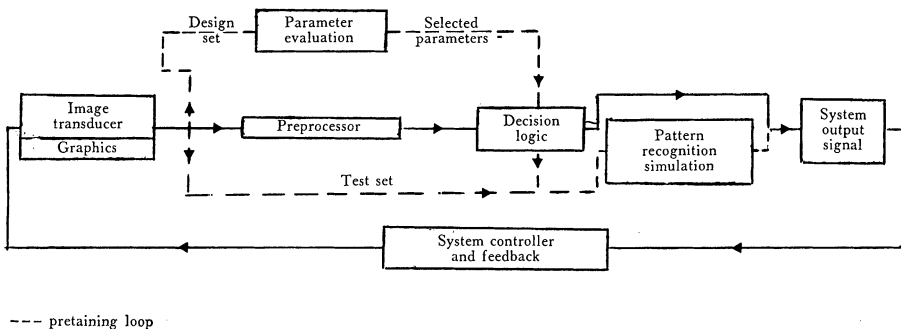 Design
set
Parameter
evaluation
Selected
parameters
Image
transducer
Graphics
Preprocessor
Decision
logic
Pattern
recognition
simulation
System
output
signal
Test set
System controller
and feedback
--- pretaining loop